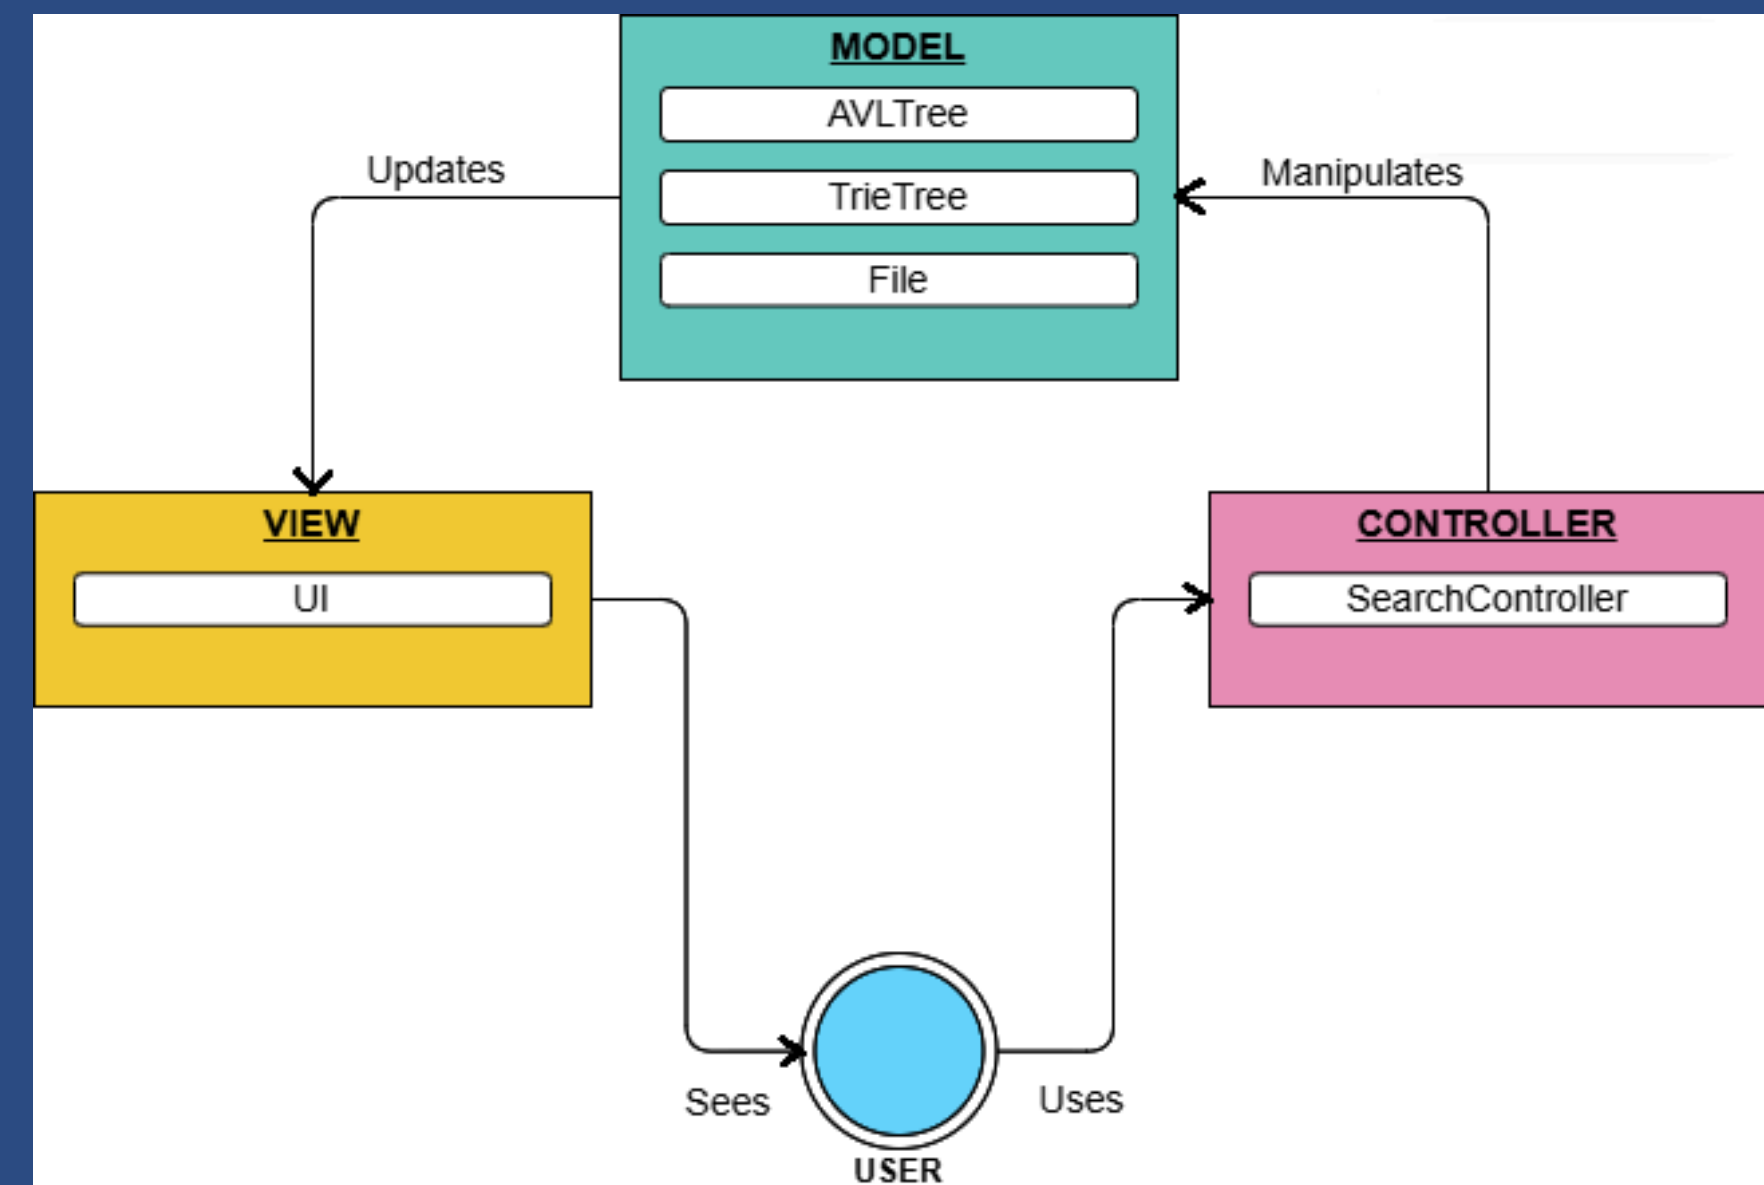 MODEL
AVLTree
Updates
Manipulates
TrieTree
File
VIEW
CONTROLLER
UI
SearchController
Sees
Uses
USER